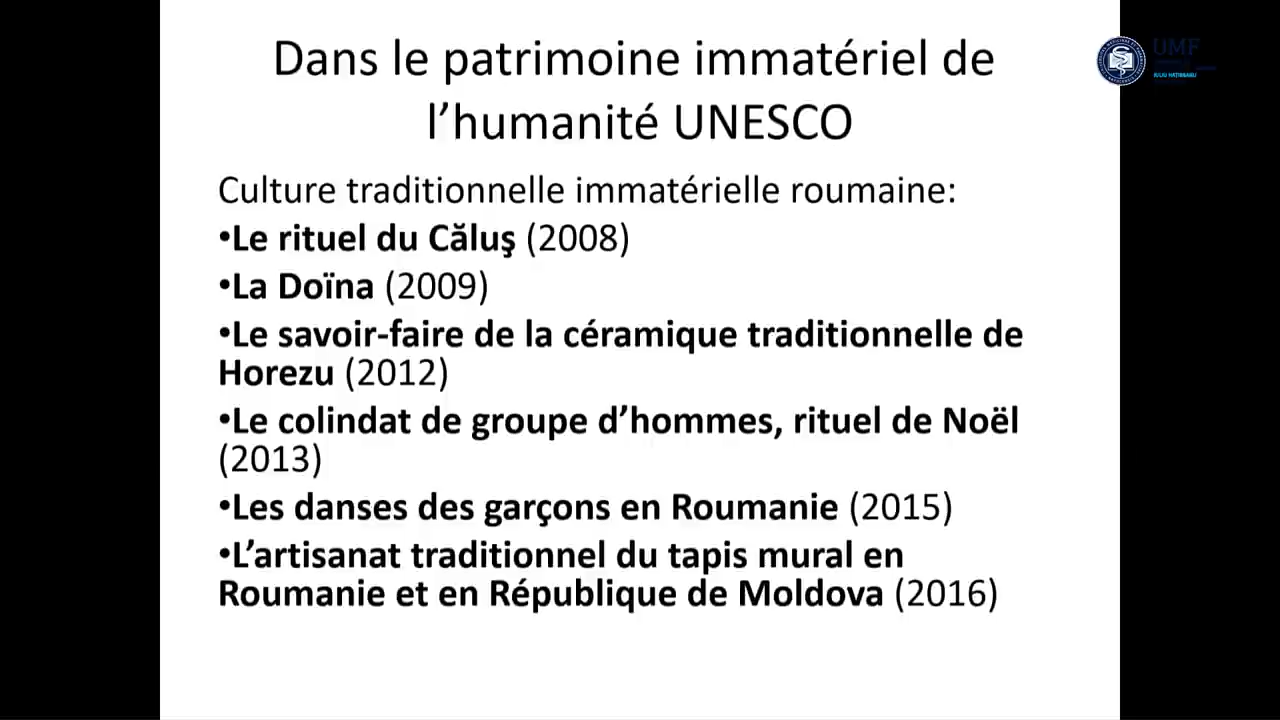 Dans le patrimoine immatériel de
l’humanité UNESCO
UMF
IULIU HAȚIEGANU
Culture traditionnelle immatérielle roumaine:
•Le rituel du Căluş (2008)
•La Doïna (2009)
•Le savoir-faire de la céramique traditionnelle de
Horezu (2012)
•Le colindat de groupe d’hommes, rituel de Noël
(2013)
•Les danses des garçons en Roumanie (2015)
•L’artisanat traditionnel du tapis mural en
Roumanie et en République de Moldova (2016)